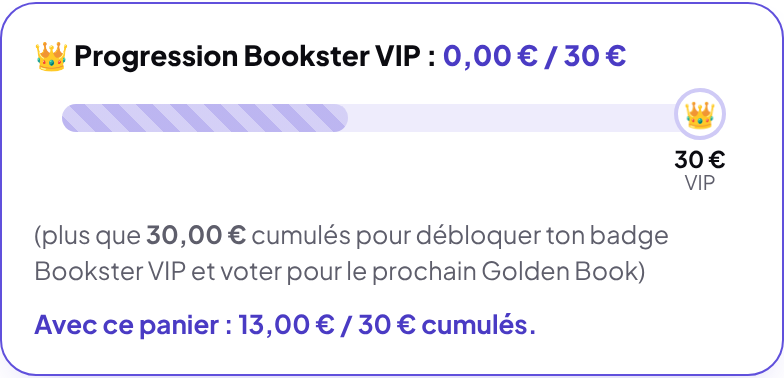 👑 Progression Bookster VIP : 0,00 € / 30 €
30 €
VIP
(plus que 30,00 € cumulés pour débloquer ton badge
Bookster VIP et voter pour le prochain Golden Book)
Avec ce panier : 13,00 € / 30 € cumulés.